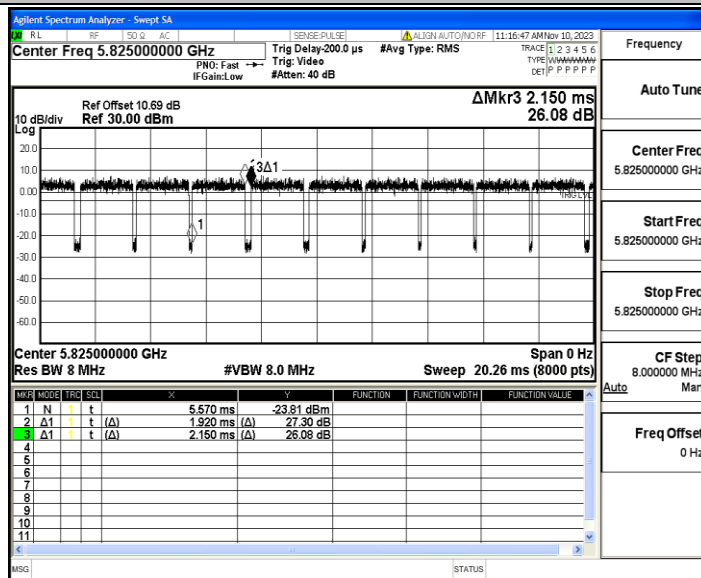 Agilent Spectrum Analyzer - Swept SA
RL RF 50 Ω AC SENSE:PULSE ALIGN AUTO/NO RF 11:16:47 AM Nov 10, 2023
Center Freq 5.825000000 GHz
PNO: Fast
IFGain:Low
Trig Delay-200.0 µs
Trig: Video
#Atten: 40 dB
#Avg Type: RMS
TRACE 1 2 3 4 5 6
TYPE
DET P P P P P P
Frequency
Ref Offset 10.69 dB
10 dB/div Ref 30.00 dBm
Log
ΔMkr3 2.150 ms
26.08 dB
20.0
10.0
0.00
-10.0
-20.0
-30.0
-40.0
-50.0
-60.0
3Δ1
1
TRIG LVL
Center 5.825000000 GHz Span 0 Hz
Res BW 8 MHz #VBW 8.0 MHz Sweep 20.26 ms (8000 pts)
MKR MODE TRC SCL X Y FUNCTION FUNCTION WIDTH FUNCTION VALUE
1 N t 5.570 ms -23.81 dBm
2 Δ1 t (Δ) 1.920 ms (Δ) 27.30 dB
3 Δ1 t (Δ) 2.150 ms (Δ) 26.08 dB
4
5
6
7
8
9
10
11
MSG STATUS
Auto Tune
Center Freq
5.825000000 GHz
Start Freq
5.825000000 GHz
Stop Freq
5.825000000 GHz
CF Step
8.000000 MHz
Auto Man
Freq Offset
0 Hz